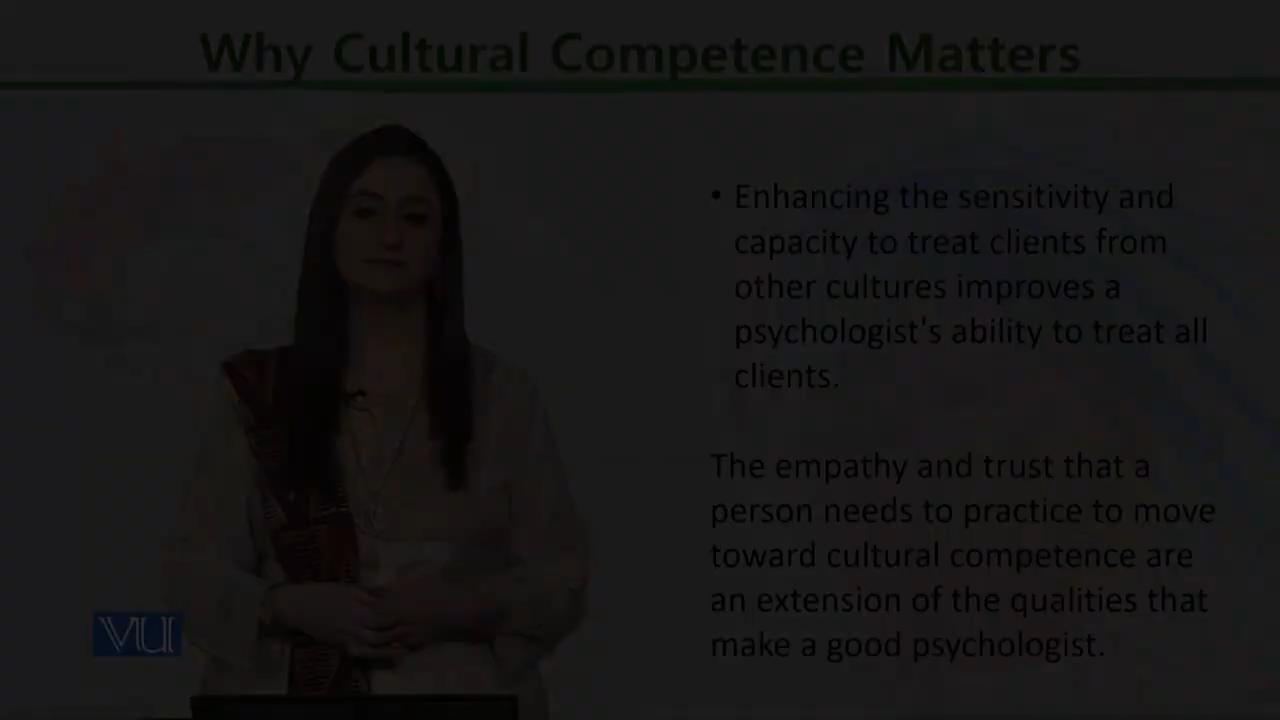 Why Cultural Competence Matters
• Enhancing the sensitivity and
capacity to treat clients from
other cultures improves a
psychologist's ability to treat all
clients.
The empathy and trust that a
person needs to practice to move
toward cultural competence are
an extension of the qualities that
make a good psychologist.
VU